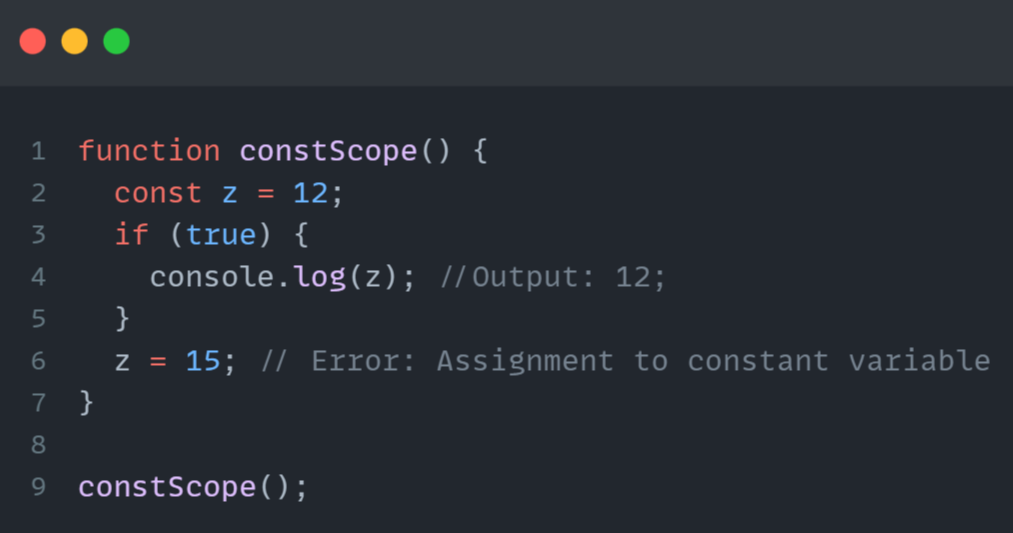 1 function constScope() {
2   const z = 12;
3   if (true) {
4     console.log(z); //Output: 12;
5   }
6   z = 15; // Error: Assignment to constant variable
7 }
8
9 constScope();